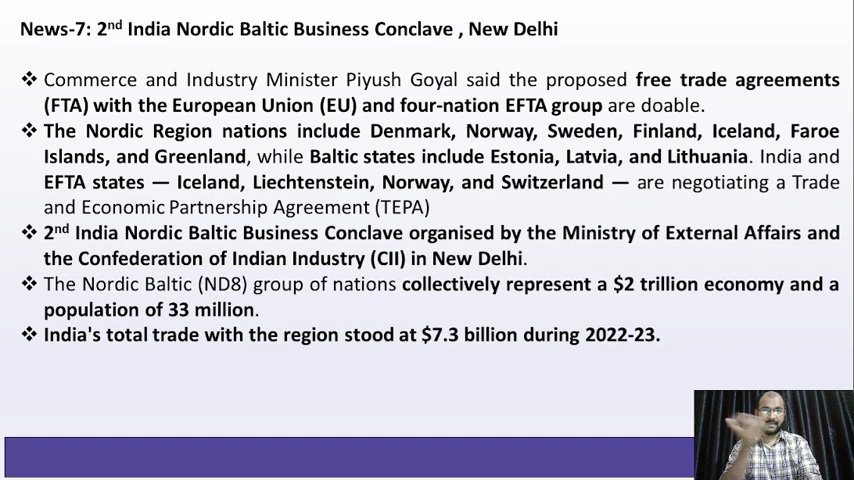 News-7: 2nd India Nordic Baltic Business Conclave , New Delhi
❖ Commerce and Industry Minister Piyush Goyal said the proposed free trade agreements
(FTA) with the European Union (EU) and four-nation EFTA group are doable.
❖ The Nordic Region nations include Denmark, Norway, Sweden, Finland, Iceland, Faroe
Islands, and Greenland, while Baltic states include Estonia, Latvia, and Lithuania. India and
EFTA states — Iceland, Liechtenstein, Norway, and Switzerland — are negotiating a Trade
and Economic Partnership Agreement (TEPA)
❖ 2nd India Nordic Baltic Business Conclave organised by the Ministry of External Affairs and
the Confederation of Indian Industry (CII) in New Delhi.
❖ The Nordic Baltic (ND8) group of nations collectively represent a $2 trillion economy and a
population of 33 million.
❖ India's total trade with the region stood at $7.3 billion during 2022-23.